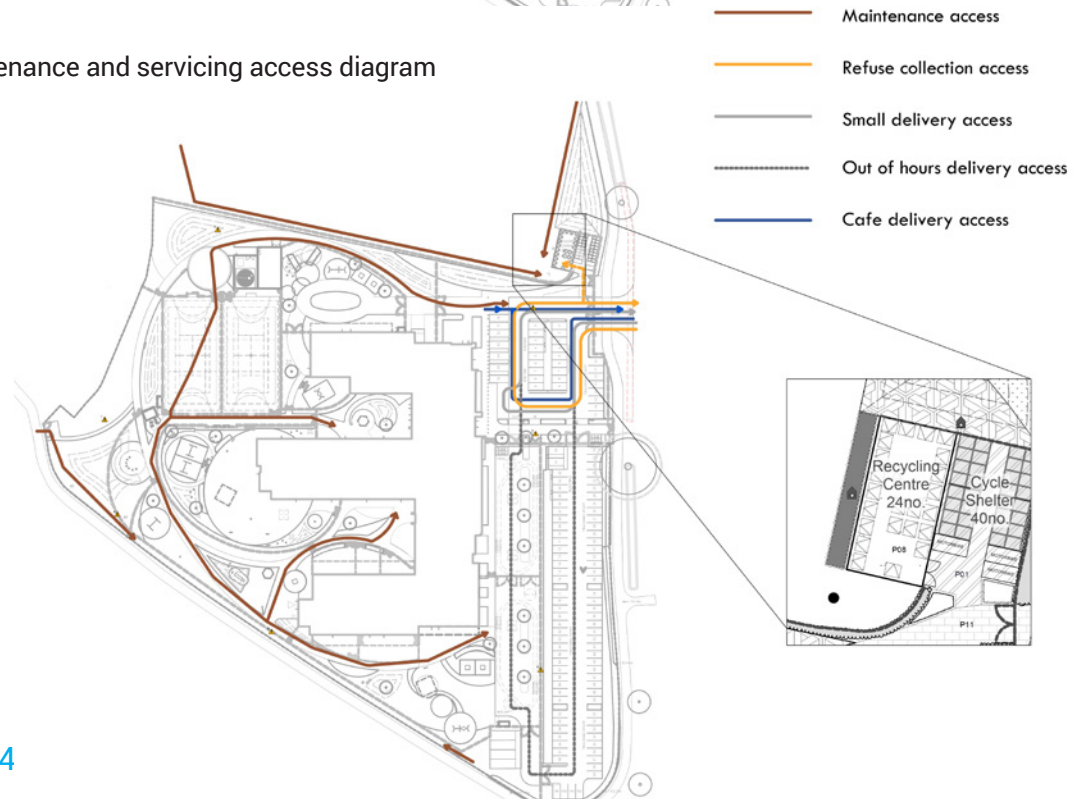 Maintenance access
enance and servicing access diagram
Refuse collection access
Small delivery access
Out of hours delivery access
Cafe delivery access
Recycling
Centre
24no.
Cycle
Shelter
40no.
P08
P01
P11
4